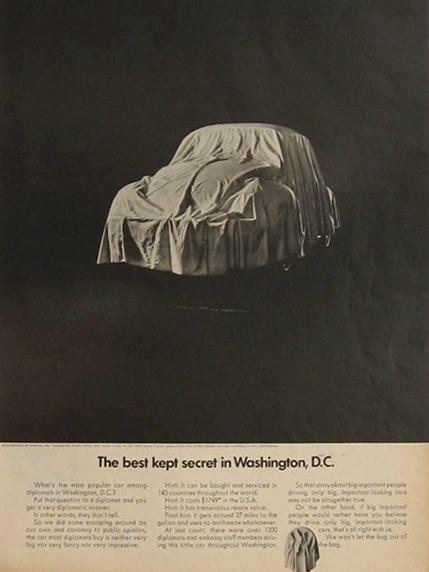 The best kept secret in Washington, D.C.
What's the most popular car among
diplomats in Washington, D.C.?
Put that question to a diplomat and you
get a very diplomatic answer.
In other words, they don't tell.
So we did some snooping around on
our own and contrary to public opinion,
the car most diplomats buy is neither very
big nor very fancy nor very impressive.
Hint: It can be bought and serviced in
140 countries throughout the world.
Hint: It costs $1749* in the U.S.A.
Hint: It has tremendous resale value.
Final hint: It gets around 27 miles to the
gallon and uses no antifreeze whatsoever.
At last count, there were over 1200
diplomats and embassy staff members driv-
ing this little car throughout Washington.
So that story about big important people
driving only big, important-looking cars
may not be altogether true.
On the other hand, if big important
people would rather have you believe
they drive only big, important-looking
cars, that's all right with us.
We won't let the bug out of
the bag.